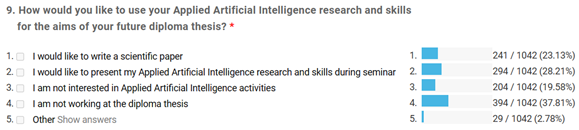 9. How would you like to use your Applied Artificial Intelligence research and skills
for the aims of your future diploma thesis? *
1. I would like to write a scientific paper 1. 241 / 1042 (23.13%)
2. I would like to present my Applied Artificial Intelligence research and skills during seminar 2. 294 / 1042 (28.21%)
3. I am not interested in Applied Artificial Intelligence activities 3. 204 / 1042 (19.58%)
4. I am not working at the diploma thesis 4. 394 / 1042 (37.81%)
5. Other Show answers 5. 29 / 1042 (2.78%)